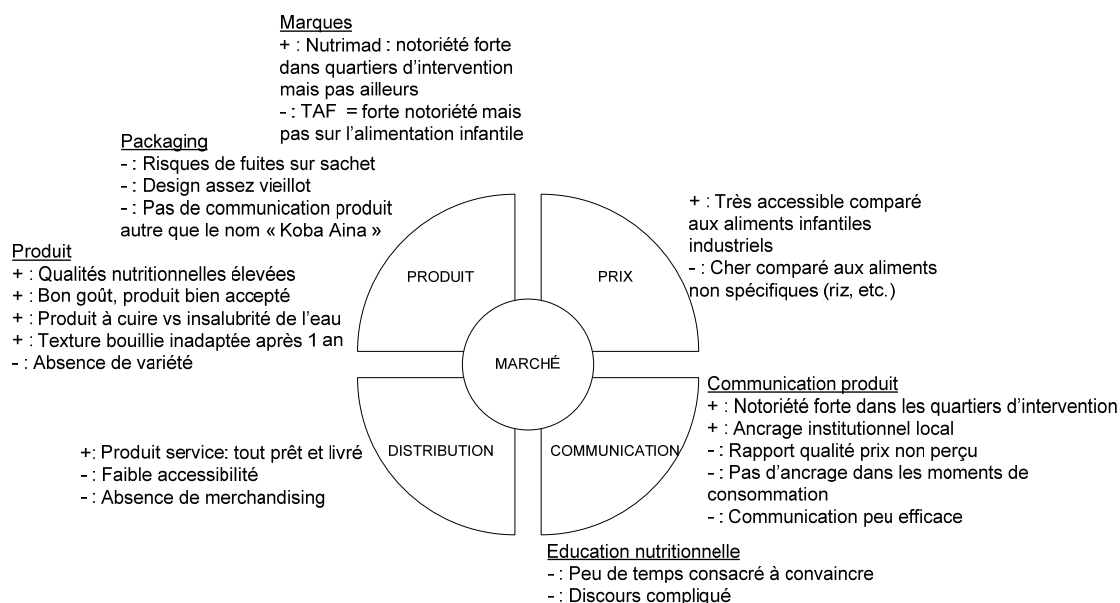 Marques
+ : Nutrimad : notoriété forte
dans quartiers d'intervention
mais pas ailleurs
- : TAF = forte notoriété mais
pas sur l'alimentation infantile
Packaging
- : Risques de fuites sur sachet
- : Design assez vieillot
- : Pas de communication produit
autre que le nom « Koba Aina »
Produit
+ : Qualités nutritionnelles élevées
+ : Bon goût, produit bien accepté
+ : Produit à cuire vs insalubrité de l'eau
+ : Texture bouillie inadaptée après 1 an
- : Absence de variété
PRODUIT
PRIX
+ : Très accessible comparé
aux aliments infantiles
industriels
- : Cher comparé aux aliments
non spécifiques (riz, etc.)
MARCHÉ
DISTRIBUTION
+: Produit service: tout prêt et livré
- : Faible accessibilité
- : Absence de merchandising
COMMUNICATION
Communication produit
+ : Notoriété forte dans les quartiers d'intervention
+ : Ancrage institutionnel local
- : Rapport qualité prix non perçu
- : Pas d'ancrage dans les moments de
consommation
- : Communication peu efficace
Education nutritionnelle
- : Peu de temps consacré à convaincre
- : Discours compliqué